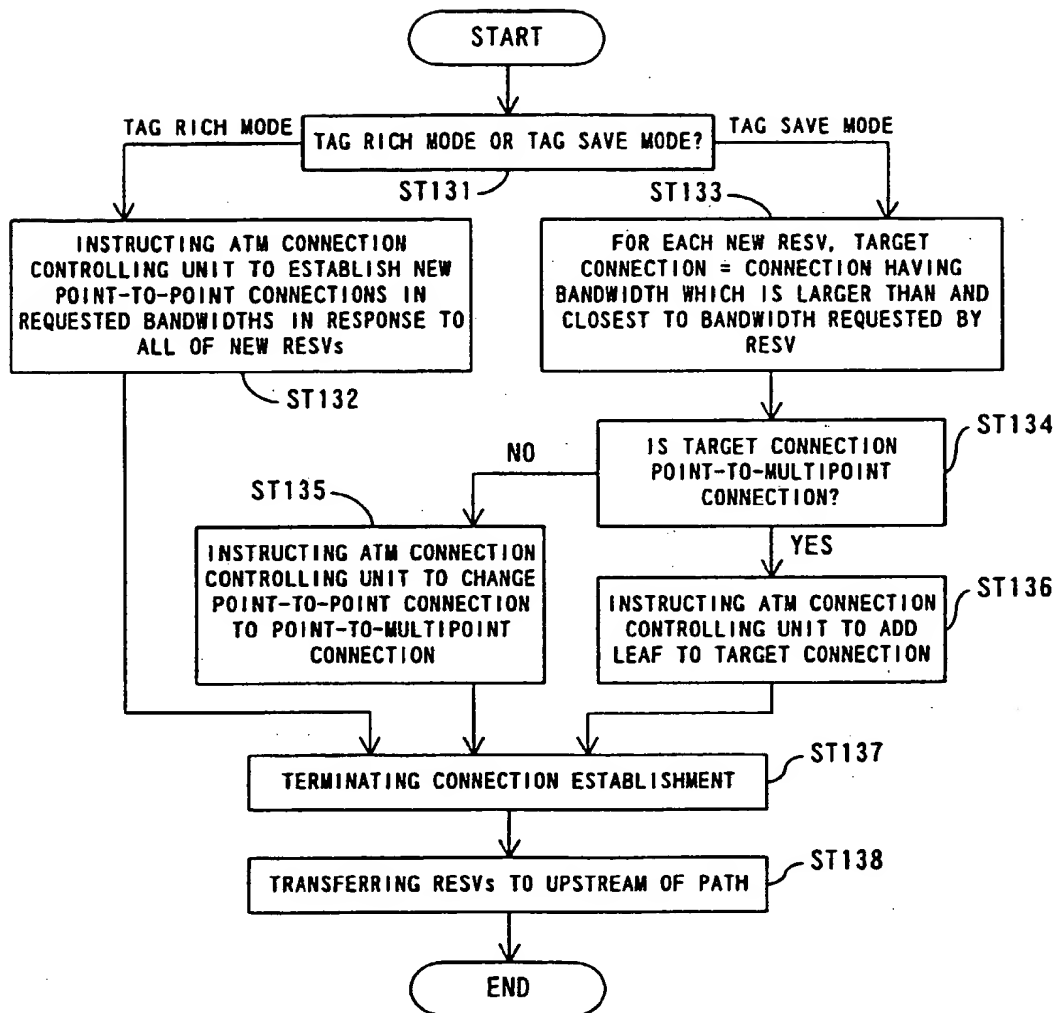 START
TAG RICH MODE
TAG RICH MODE OR TAG SAVE MODE?
TAG SAVE MODE
ST131
ST133
INSTRUCTING ATM CONNECTION
CONTROLLING UNIT TO ESTABLISH NEW
POINT-TO-POINT CONNECTIONS IN
REQUESTED BANDWIDTHS IN RESPONSE TO
ALL OF NEW RESVs
ST132
FOR EACH NEW RESV, TARGET
CONNECTION = CONNECTION HAVING
BANDWIDTH WHICH IS LARGER THAN AND
CLOSEST TO BANDWIDTH REQUESTED BY
RESV
ST134
IS TARGET CONNECTION
POINT-TO-MULTIPOINT
CONNECTION?
NO
YES
ST135
INSTRUCTING ATM CONNECTION
CONTROLLING UNIT TO CHANGE
POINT-TO-POINT CONNECTION
TO POINT-TO-MULTIPOINT
CONNECTION
ST136
INSTRUCTING ATM CONNECTION
CONTROLLING UNIT TO ADD
LEAF TO TARGET CONNECTION
ST137
TERMINATING CONNECTION ESTABLISHMENT
ST138
TRANSFERRING RESVs TO UPSTREAM OF PATH
END